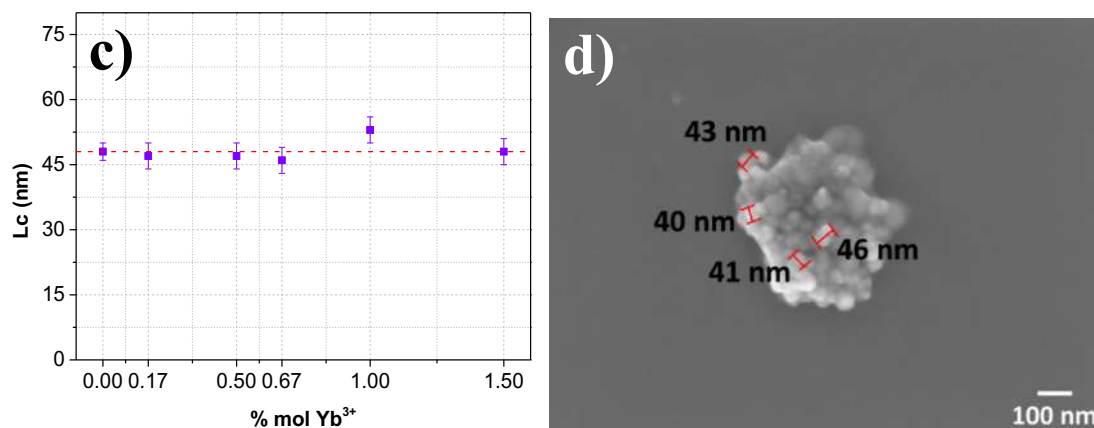 c)
75
60
45
30
15
0
Lc (nm)
0.00 0.17 0.50 0.67 1.00 1.50
% mol Yb³⁺
d)
43 nm
40 nm
46 nm
41 nm
100 nm